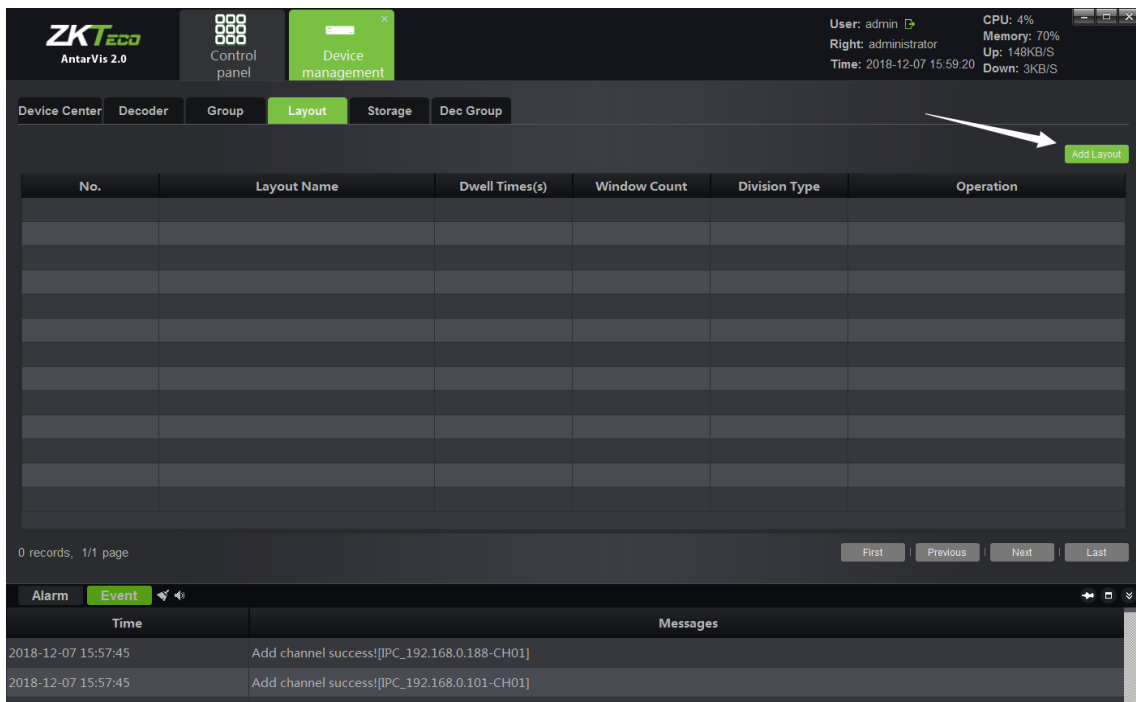 ZKTECO
AntarVis 2.0
Control
panel
Device
management
User: admin
Right: administrator
Time: 2018-12-07 15:59:20
CPU: 4%
Memory: 70%
Up: 148KB/S
Down: 3KB/S
Device Center Decoder Group Layout Storage Dec Group
Add Layout
No. Layout Name Dwell Times(s) Window Count Division Type Operation
0 records, 1/1 page
First Previous Next Last
Alarm Event
Time Messages
2018-12-07 15:57:45 Add channel success![IPC_192.168.0.188-CH01]
2018-12-07 15:57:45 Add channel success![IPC_192.168.0.101-CH01]